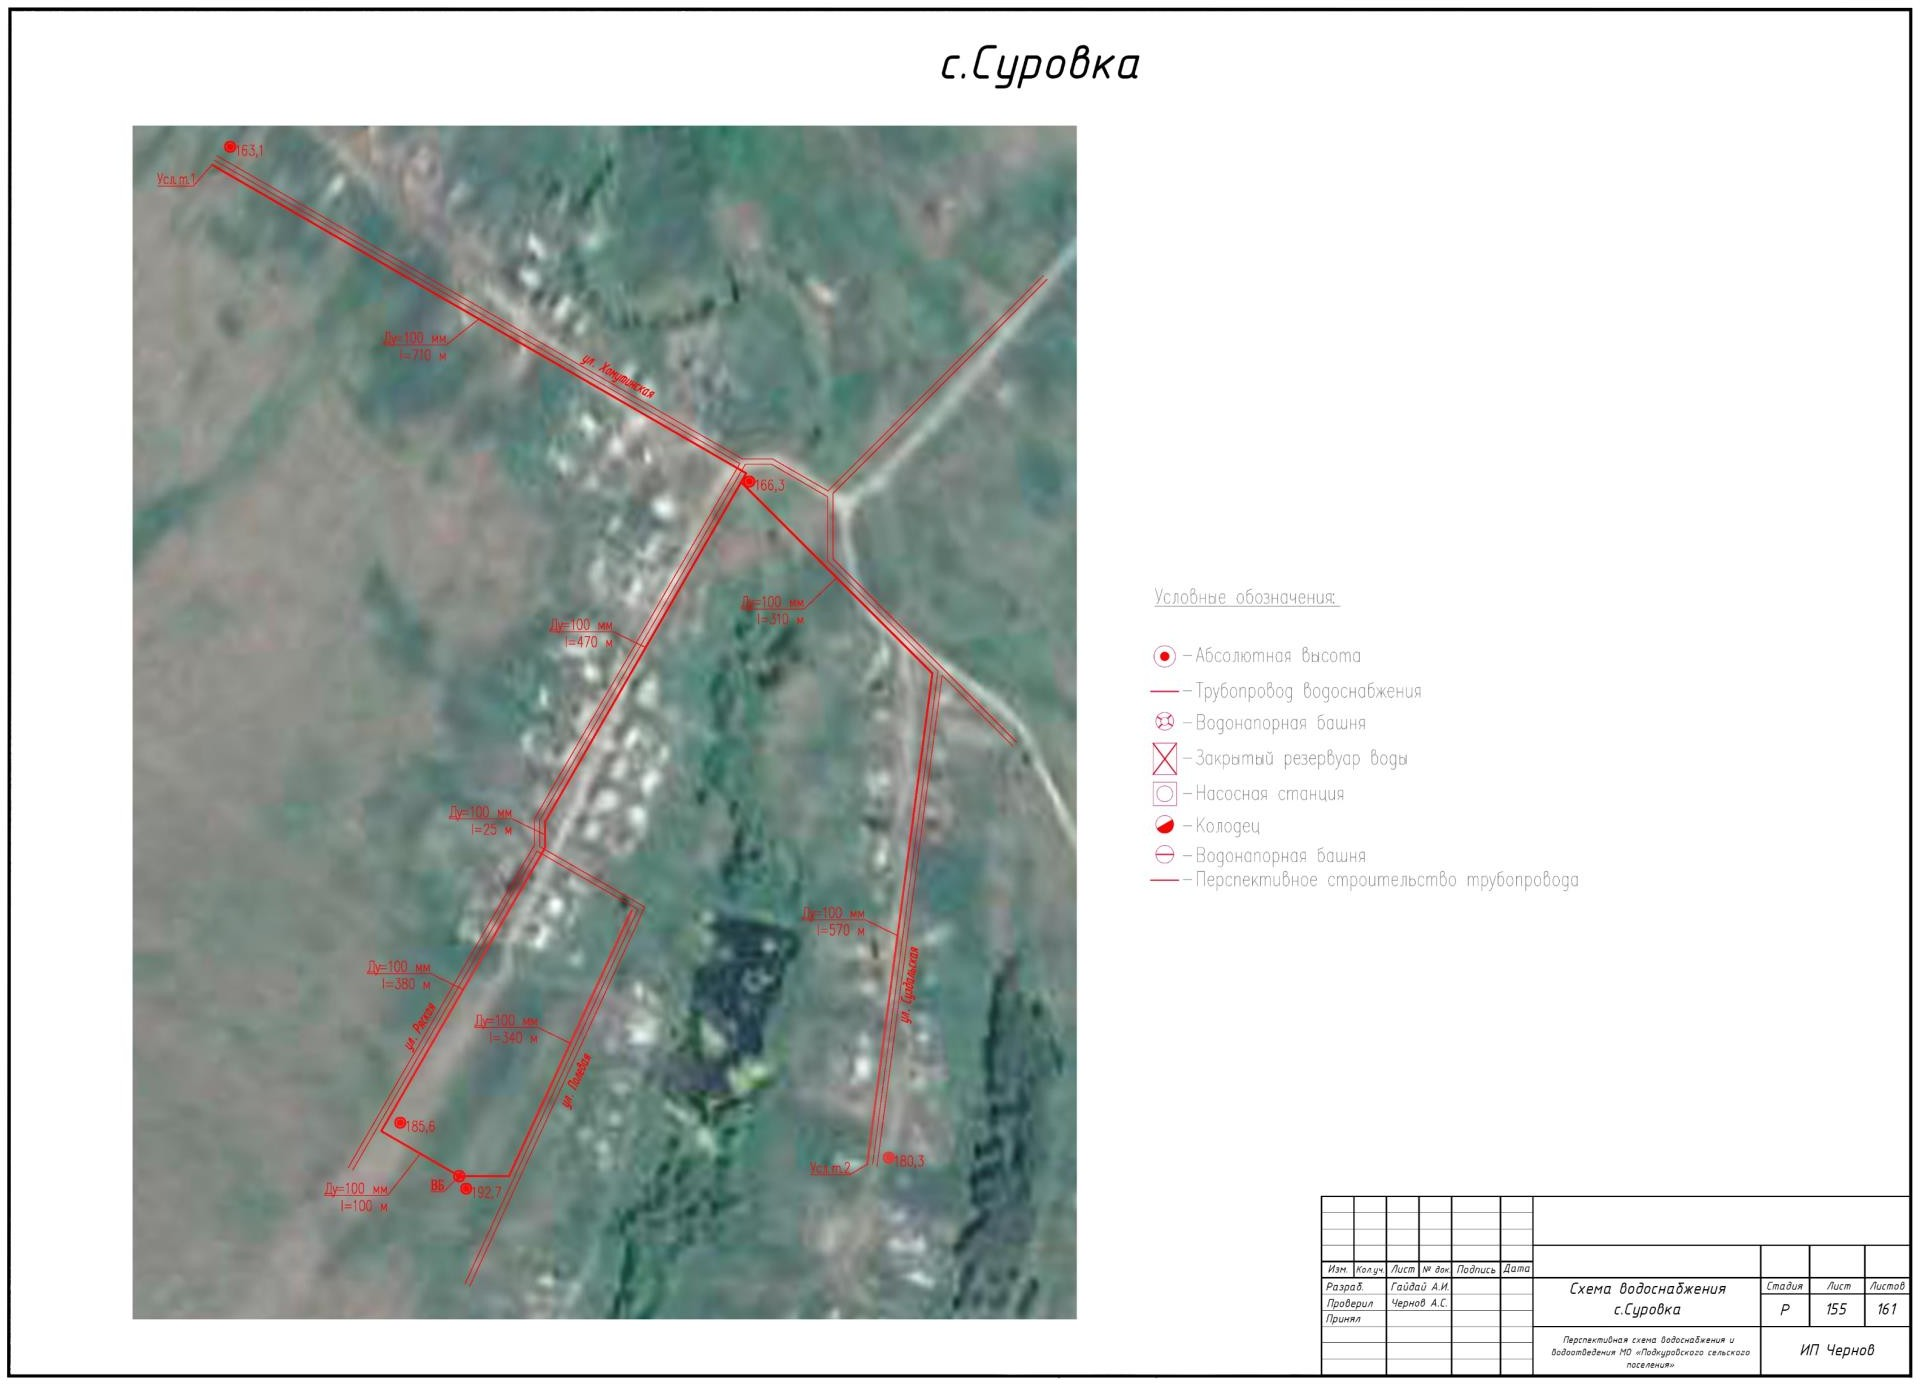 с.Суровка
163,1
Усл.т.1
Ду=100 мм
l=710 м
ул. Хомутинская
166,3
Ду=100 мм
l=310 м
Ду=100 мм
l=470 м
Ду=100 мм
l=25 м
Ду=100 мм
l=570 м
ул. Суздальская
Ду=100 мм
l=380 м
ул. Ряская
Ду=100 мм
l=340 м
ул. Полевая
185,6
Усл.т.2
180,3
ВБ
192,7
Ду=100 мм
l=100 м
Условные обозначения:
– Абсолютная высота
– Трубопровод водоснабжения
– Водонапорная башня
– Закрытый резервуар воды
– Насосная станция
– Колодец
– Водонапорная башня
– Перспективное строительство трубопровода
Изм. Кол.уч. Лист № док. Подпись Дата
Разраб. Гайдай А.И.
Проверил Чернов А.С.
Принял
Схема водоснабжения
с.Суровка
Стадия Лист Листов
Р 155 161
Перспективная схема водоснабжения и
водоотведения МО «Подкуровского сельского
поселения»
ИП Чернов